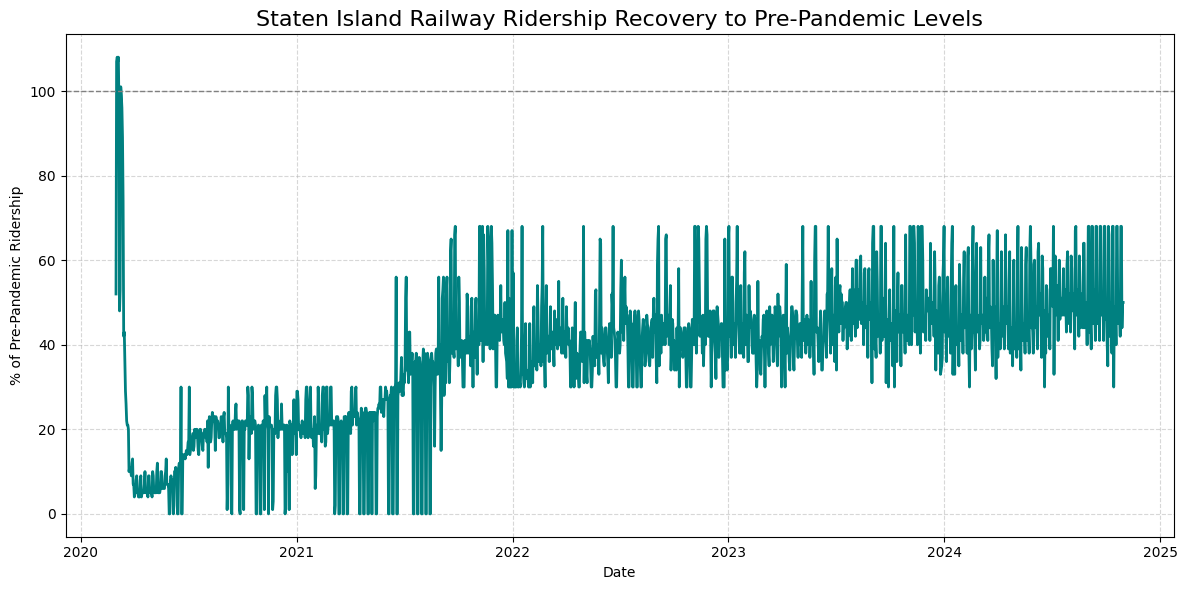 Staten Island Railway Ridership Recovery to Pre-Pandemic Levels
% of Pre-Pandemic Ridership
100
80
60
40
20
0
2020 2021 2022 2023 2024 2025
Date